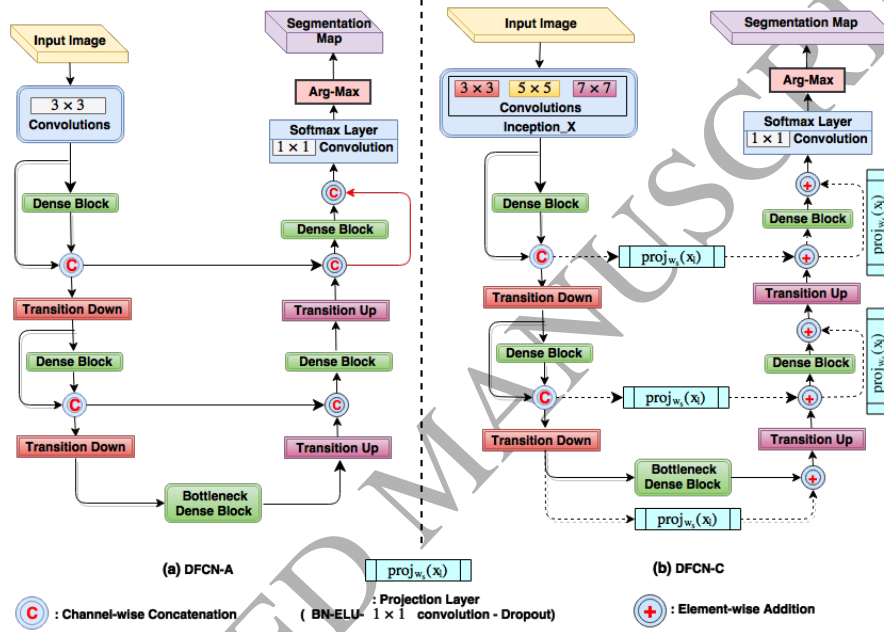 Input Image
Segmentation
Map
Arg-Max
3 × 3
Convolutions
Softmax Layer
1 × 1 Convolution
C
Dense Block
Dense Block
C
C
Transition Down
Transition Up
Dense Block
Dense Block
C
C
Transition Down
Transition Up
Bottleneck
Dense Block
(a) DFCN-A
Input Image
Segmentation Map
Arg-Max
3 × 3 5 × 5 7 × 7
Convolutions
Inception_X
Softmax Layer
1 × 1 Convolution
+
Dense Block
Dense Block
proj_ws(x_l)
C
proj_ws(x_l)
+
Transition Down
Transition Up
+
Dense Block
Dense Block
proj_ws(x_l)
C
proj_ws(x_l)
+
Transition Down
Transition Up
Bottleneck
Dense Block
+
proj_ws(x_l)
(b) DFCN-C
C : Channel-wise Concatenation
proj_ws(x_l)
: Projection Layer
( BN-ELU- 1 × 1 convolution - Dropout)
+ : Element-wise Addition
ED MANUSCRI